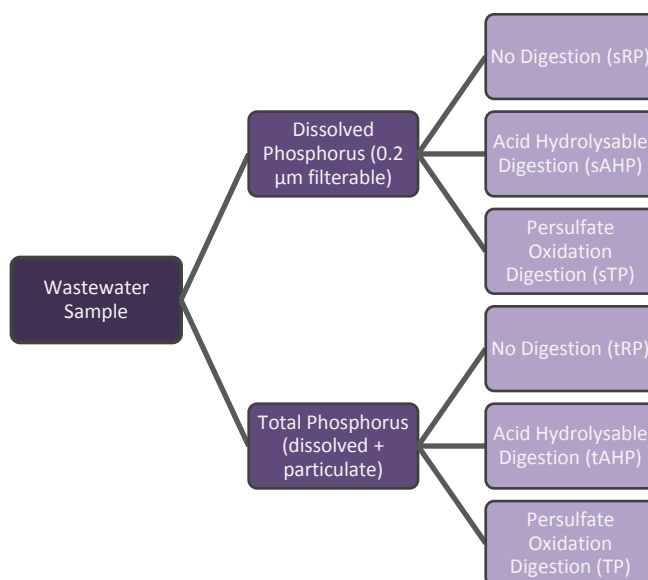 Wastewater
Sample
Dissolved
Phosphorus (0.2
µm filterable)
No Digestion (sRP)
Acid Hydrolysable
Digestion (sAHP)
Persulfate
Oxidation
Digestion (sTP)
Total Phosphorus
(dissolved +
particulate)
No Digestion (tRP)
Acid Hydrolysable
Digestion (tAHP)
Persulfate
Oxidation
Digestion (TP)